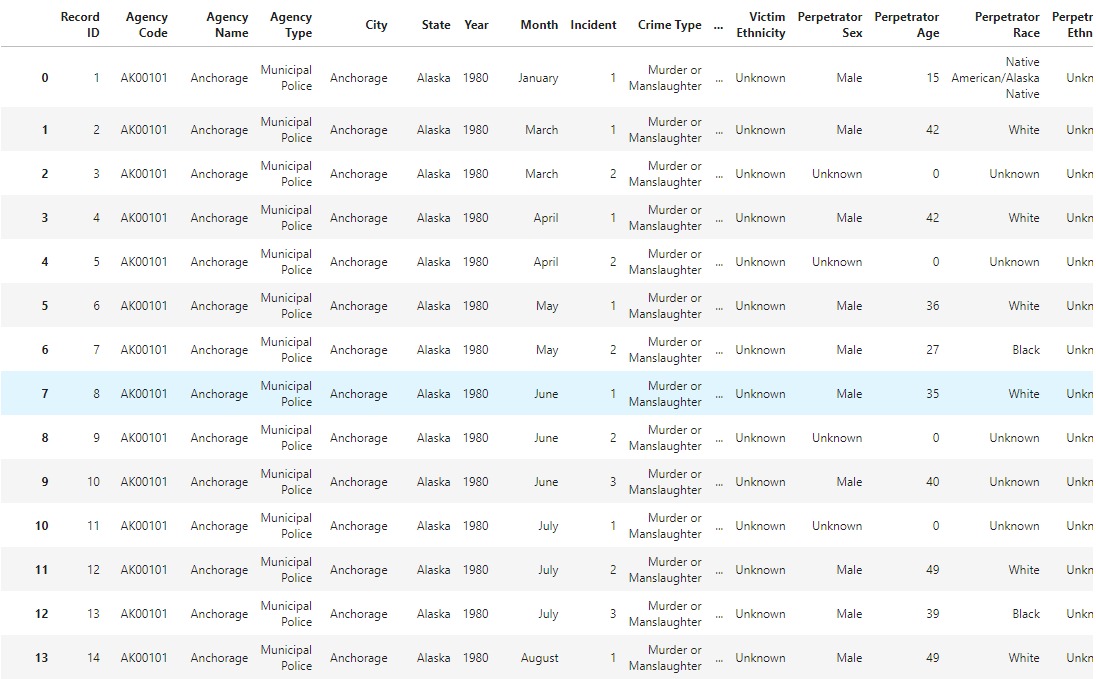 Record ID Agency Code Agency Name Agency Type City State Year Month Incident Crime Type ... Victim Ethnicity Perpetrator Sex Perpetrator Age Perpetrator Race Perpetr Ethn
0 1 AK00101 Anchorage Municipal Police Anchorage Alaska 1980 January 1 Murder or Manslaughter ... Unknown Male 15 Native American/Alaska Native Unkn
1 2 AK00101 Anchorage Municipal Police Anchorage Alaska 1980 March 1 Murder or Manslaughter ... Unknown Male 42 White Unkn
2 3 AK00101 Anchorage Municipal Police Anchorage Alaska 1980 March 2 Murder or Manslaughter ... Unknown Unknown 0 Unknown Unkn
3 4 AK00101 Anchorage Municipal Police Anchorage Alaska 1980 April 1 Murder or Manslaughter ... Unknown Male 42 White Unkn
4 5 AK00101 Anchorage Municipal Police Anchorage Alaska 1980 April 2 Murder or Manslaughter ... Unknown Unknown 0 Unknown Unkn
5 6 AK00101 Anchorage Municipal Police Anchorage Alaska 1980 May 1 Murder or Manslaughter ... Unknown Male 36 White Unkn
6 7 AK00101 Anchorage Municipal Police Anchorage Alaska 1980 May 2 Murder or Manslaughter ... Unknown Male 27 Black Unkn
7 8 AK00101 Anchorage Municipal Police Anchorage Alaska 1980 June 1 Murder or Manslaughter ... Unknown Male 35 White Unkn
8 9 AK00101 Anchorage Municipal Police Anchorage Alaska 1980 June 2 Murder or Manslaughter ... Unknown Unknown 0 Unknown Unkn
9 10 AK00101 Anchorage Municipal Police Anchorage Alaska 1980 June 3 Murder or Manslaughter ... Unknown Male 40 White Unkn
10 11 AK00101 Anchorage Municipal Police Anchorage Alaska 1980 July 1 Murder or Manslaughter ... Unknown Unknown 0 Unknown Unkn
11 12 AK00101 Anchorage Municipal Police Anchorage Alaska 1980 July 2 Murder or Manslaughter ... Unknown Male 49 White Unkn
12 13 AK00101 Anchorage Municipal Police Anchorage Alaska 1980 July 3 Murder or Manslaughter ... Unknown Male 39 Black Unkn
13 14 AK00101 Anchorage Municipal Police Anchorage Alaska 1980 August 1 Murder or Manslaughter ... Unknown Male 49 White Unkn